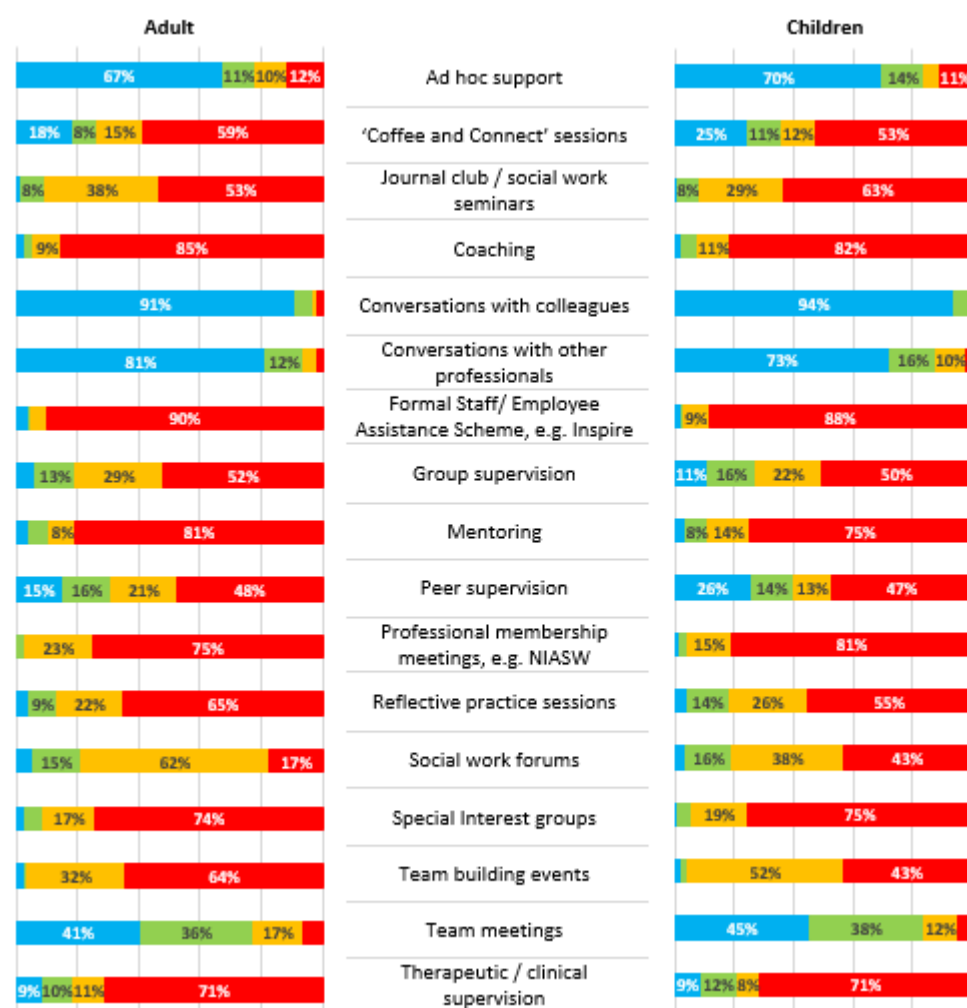 Adult Children
67% 11% 10% 12% Ad hoc support 70% 14% 11%
18% 8% 15% 59% ‘Coffee and Connect’ sessions 25% 11% 12% 53%
8% 38% 53% Journal club / social work 8% 29% 63%
seminars
9% 85% Coaching 11% 82%
91% Conversations with colleagues 94%
81% 12% Conversations with other 73% 16% 10%
professionals
90% Formal Staff/ Employee 9% 88%
Assistance Scheme, e.g. Inspire
13% 29% 52% Group supervision 11% 16% 22% 50%
8% 81% Mentoring 8% 14% 75%
15% 16% 21% 48% Peer supervision 26% 14% 13% 47%
23% 75% Professional membership 15% 81%
meetings, e.g. NIASW
9% 22% 65% Reflective practice sessions 14% 26% 55%
15% 62% 17% Social work forums 16% 38% 43%
17% 74% Special Interest groups 19% 75%
32% 64% Team building events 52% 43%
41% 36% 17% Team meetings 45% 38% 12%
9% 10% 11% 71% Therapeutic / clinical 9% 12% 8% 71%
supervision